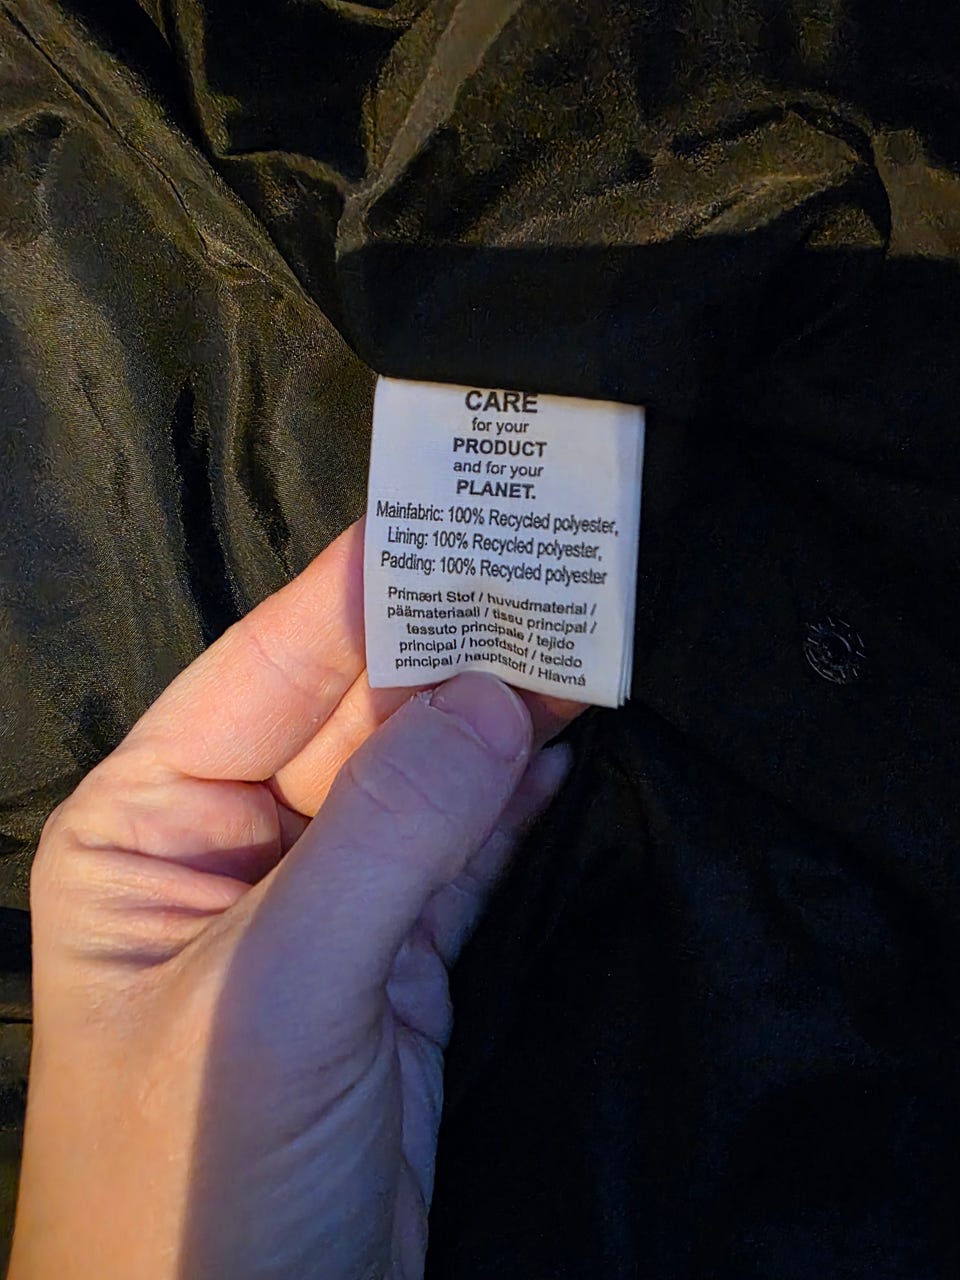 CARE
for your
PRODUCT
and for your
PLANET.
Mainfabric: 100% Recycled polyester,
Lining: 100% Recycled polyester,
Padding: 100% Recycled polyester
Primært Stof / huvudmaterial /
päämateriaali / tissu principal /
tessuto principale / tejido
principal / hoofdstof / tecido
principal / hauptstoff / Hlavná